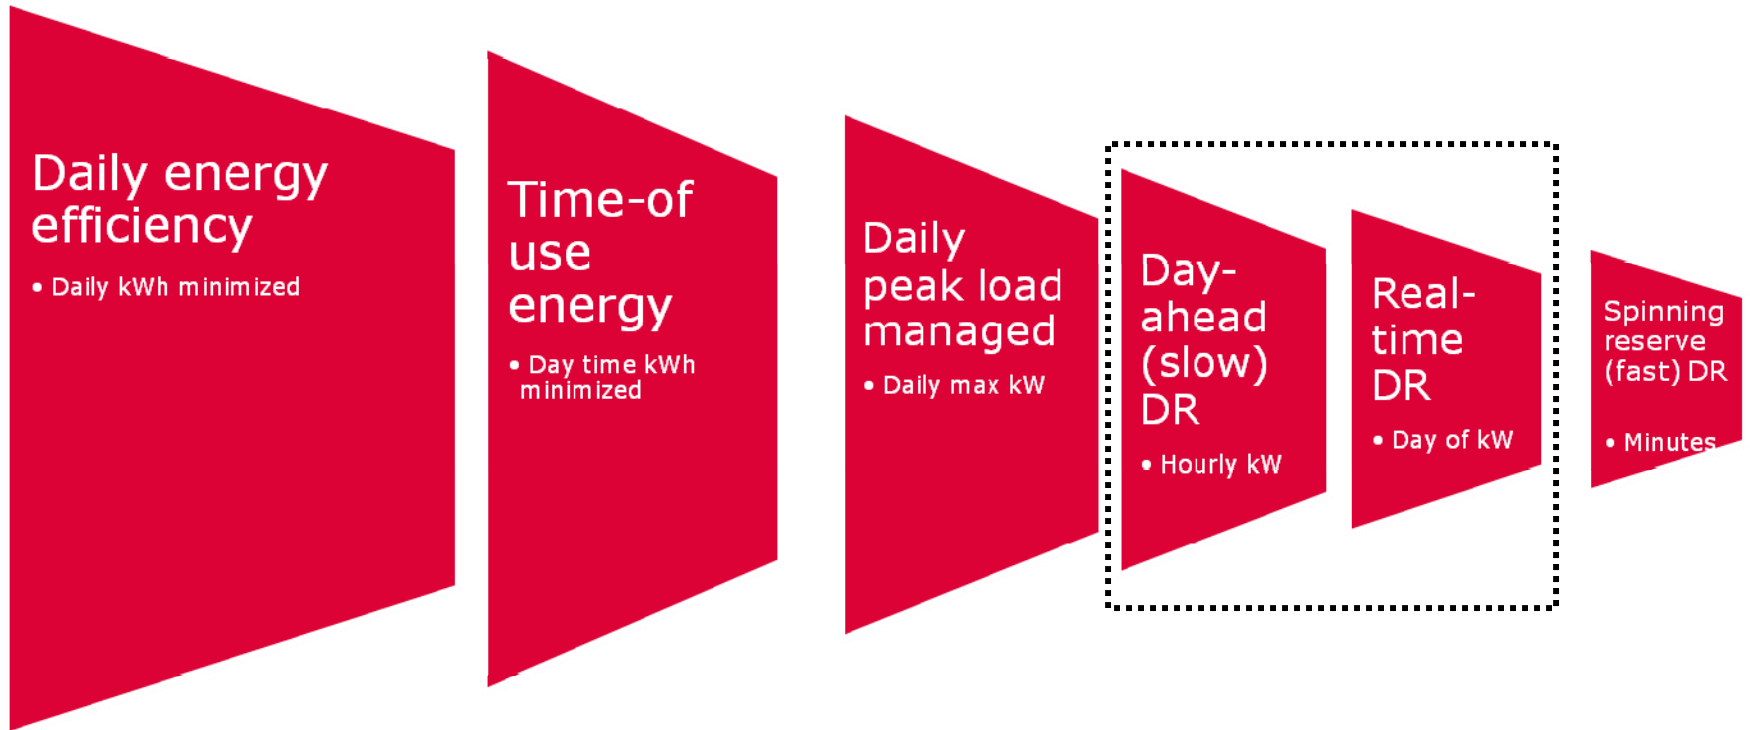 Daily energy
efficiency
• Daily kWh minimized
Time-of
use
energy
• Day time kWh
minimized
Daily
peak load
managed
• Daily max kW
Day-
ahead
(slow)
DR
• Hourly kW
Real-
time
DR
• Day of kW
Spinning
reserve
(fast) DR
• Minutes